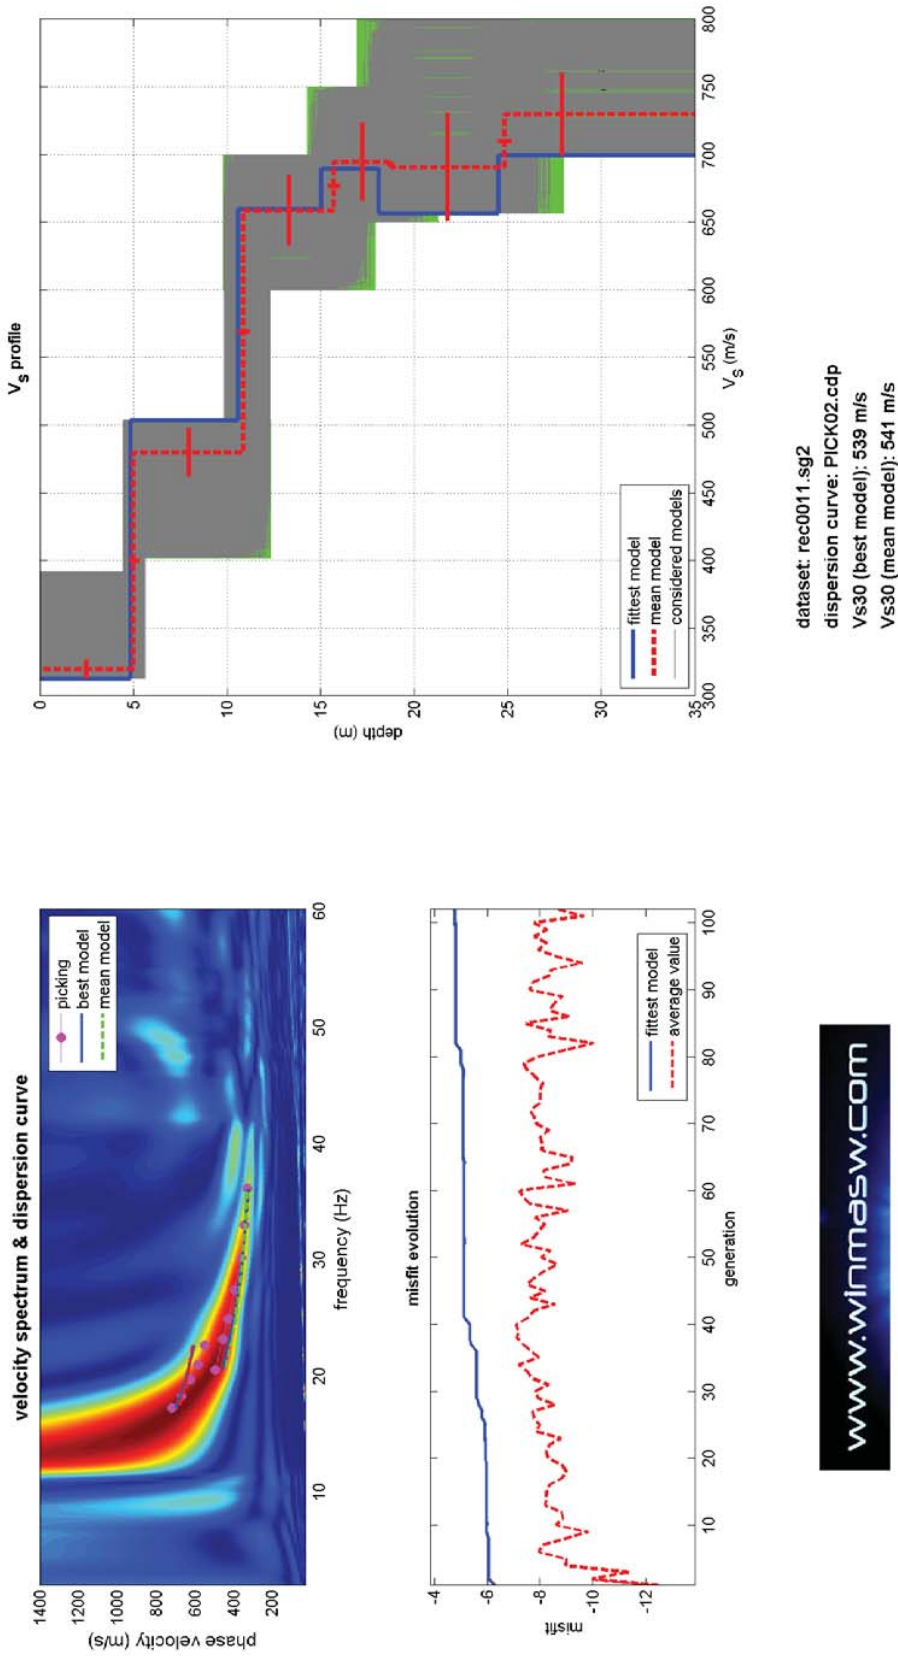 velocity spectrum & dispersion curve
1400
1200
1000
800
600
400
200
phase velocity (m/s)
10
20
30
40
50
60
frequency (Hz)
picking
best model
mean model
misfit evolution
-4
-6
-8
-10
-12
misfit
10
20
30
40
50
60
70
80
90
100
generation
fittest model
average value
VS profile
0
5
10
15
20
25
30
35
depth (m)
300
350
400
450
500
550
600
650
700
750
800
VS (m/s)
fittest model
mean model
considered models
www.winmasw.com
dataset: rec0011.sg2
dispersion curve: PICK02.cdp
Vs30 (best model): 539 m/s
Vs30 (mean model): 541 m/s